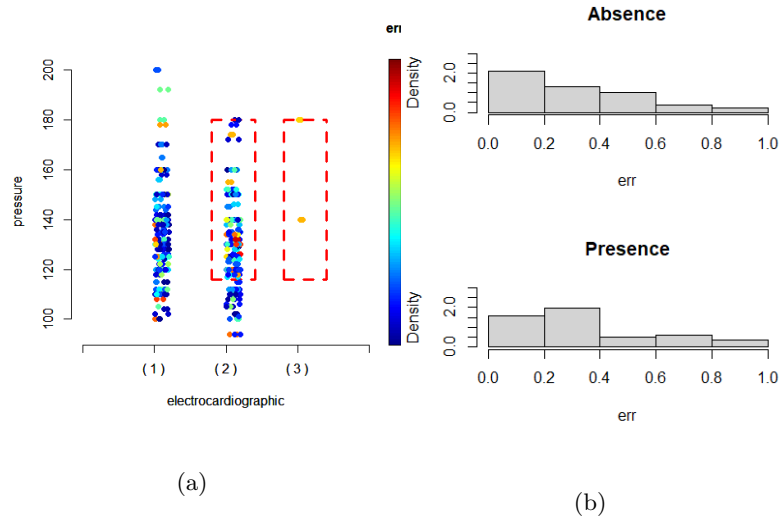 err
Density
Density
200
180
160
140
120
100
pressure
( 1 )
( 2 )
( 3 )
electrocardiographic
(a)
Absence
2.0
0.0
0.0
0.2
0.4
0.6
0.8
1.0
err
Presence
2.0
0.0
0.0
0.2
0.4
0.6
0.8
1.0
err
(b)